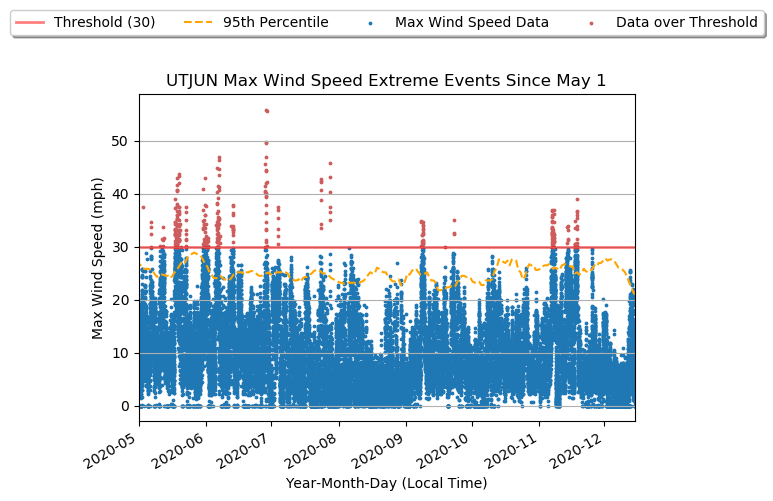 Threshold (30) 95th Percentile Max Wind Speed Data Data over Threshold
UTJUN Max Wind Speed Extreme Events Since May 1
Max Wind Speed (mph)
50
40
30
20
10
0
2020-05 2020-06 2020-07 2020-08 2020-09 2020-10 2020-11 2020-12
Year-Month-Day (Local Time)